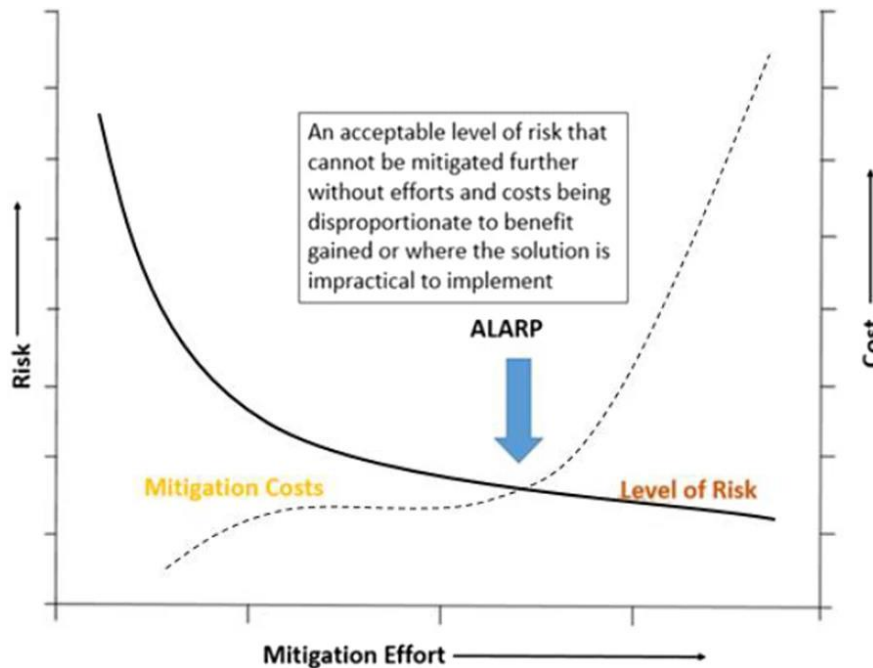 An acceptable level of risk that
cannot be mitigated further
without efforts and costs being
disproportionate to benefit
gained or where the solution is
impractical to implement
ALARP
Risk
Cost
Mitigation Costs
Level of Risk
Mitigation Effort